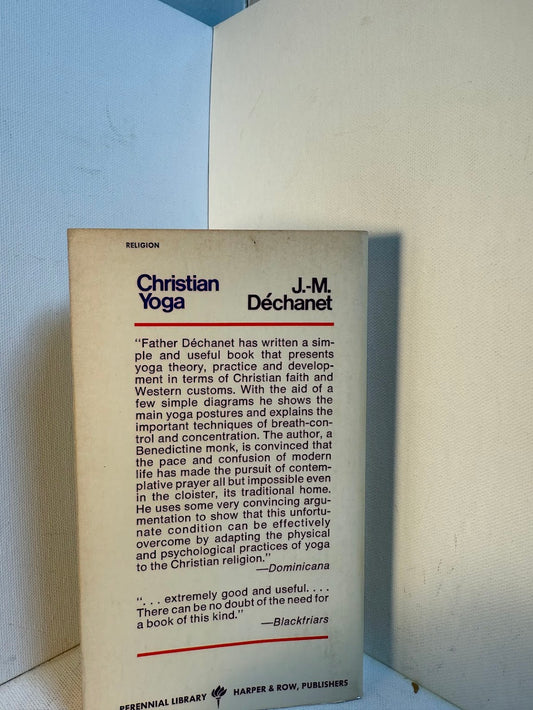 RELIGION
Christian
Yoga
J.-M.
Déchanet
"Father Déchanet has written a sim-
ple and useful book that presents
yoga theory, practice and develop-
ment in terms of Christian faith and
Western customs. With the aid of a
few simple diagrams he shows the
main yoga postures and explains the
important techniques of breath-con-
trol and concentration. The author, a
Benedictine monk, is convinced that
the pace and confusion of modern
life has made the pursuit of contem-
plative prayer all but impossible even
in the cloister, its traditional home.
He uses some very convincing argu-
mentation to show that this unfortu-
nate condition can be effectively
overcome by adapting the physical
and psychological practices of yoga
to the Christian religion."
—Dominicana
". . . extremely good and useful. . . .
There can be no doubt of the need for
a book of this kind."
—Blackfriars
PERENNIAL LIBRARY HARPER & ROW, PUBLISHERS